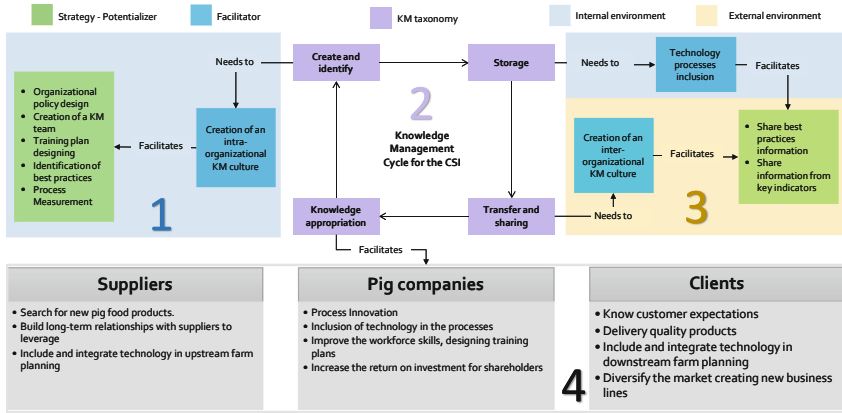 Strategy - Potentializer
Facilitator
KM taxonomy
Internal environment
External environment
Needs to
Create and
identify
Storage
Needs to
Technology
processes
inclusion
Facilitates
• Organizational
policy design
• Creation of a KM
team
• Training plan
designing
• Identification of
best practices
• Process
Measurement
Facilitates
Creation of an
intra-
organizational
KM culture
1
2
Knowledge
Management
Cycle for the CSI
Creation of an
inter-
organizational
KM culture
Facilitates
• Share best
practices
information
• Share
information from
key indicators
3
Knowledge
appropriation
Transfer and
sharing
Needs to
Facilitates
Suppliers
• Search for new pig food products.
• Build long-term relationships with suppliers to
leverage
• Include and integrate technology in upstream farm
planning
Pig companies
• Process Innovation
• Inclusion of technology in the processes
• Improve the workforce skills, designing training
plans
• Increase the return on investment for shareholders
4
Clients
• Know customer expectations
• Delivery quality products
• Include and integrate technology in
downstream farm planning
• Diversify the market creating new business
lines